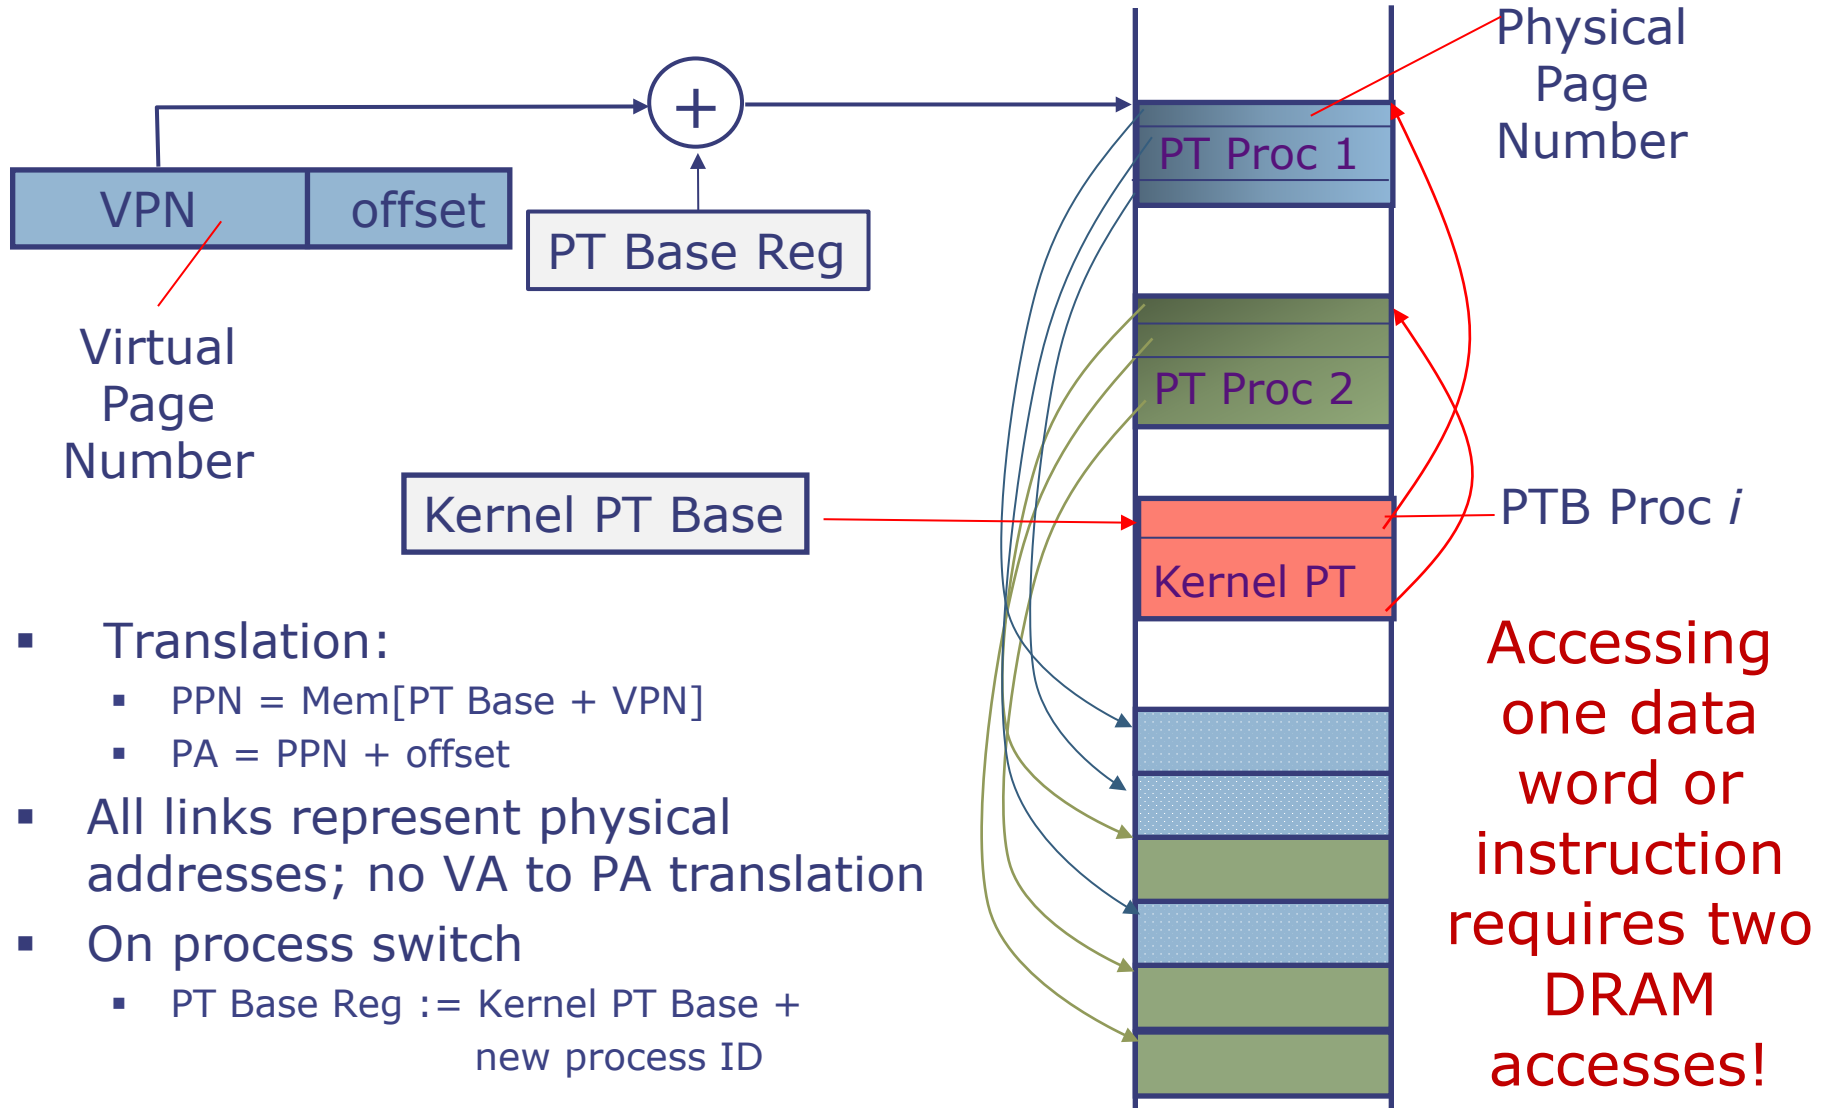 Physical
Page
Number
+
PT Proc 1
VPN
offset
PT Base Reg
Virtual
Page
Number
PT Proc 2
Kernel PT Base
PTB Proc i
Kernel PT
▪ Translation:
▪ PPN = Mem[PT Base + VPN]
▪ PA = PPN + offset
▪ All links represent physical
addresses; no VA to PA translation
▪ On process switch
▪ PT Base Reg := Kernel PT Base +
new process ID
Accessing
one data
word or
instruction
requires two
DRAM
accesses!